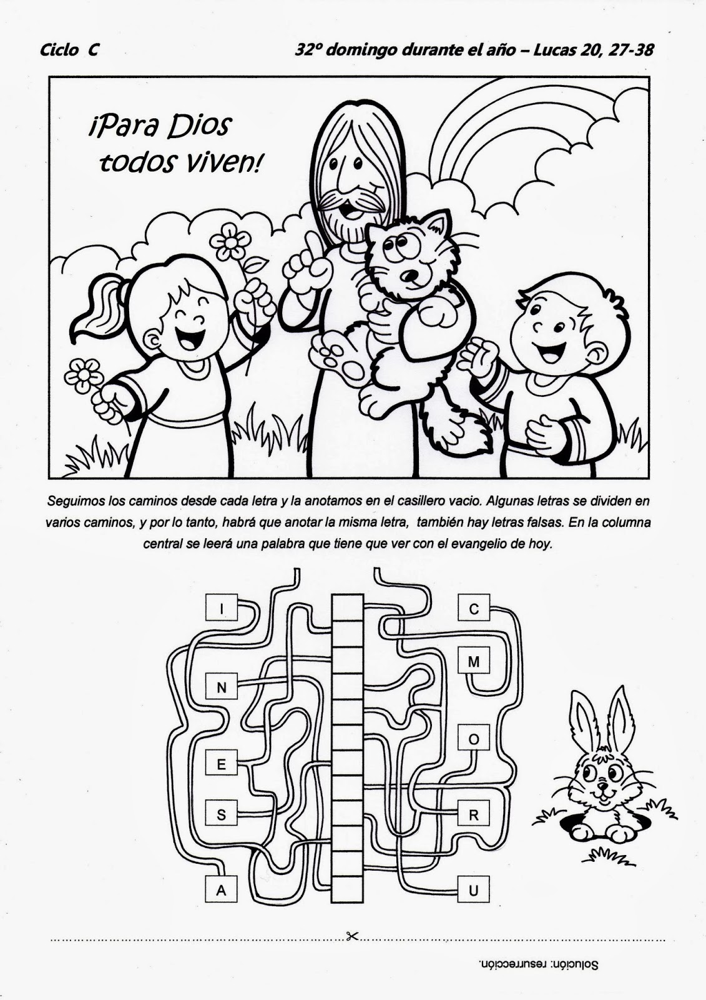 Ciclo C
32º domingo durante el año – Lucas 20, 27-38
¡Para Dios
todos viven!
Seguimos los caminos desde cada letra y la anotamos en el casillero vacio. Algunas letras se dividen en
varios caminos, y por lo tanto, habrá que anotar la misma letra, también hay letras falsas. En la columna
central se leerá una palabra que tiene que ver con el evangelio de hoy.
I
C
M
N
O
E
S
R
A
U
Solución: resurrección.